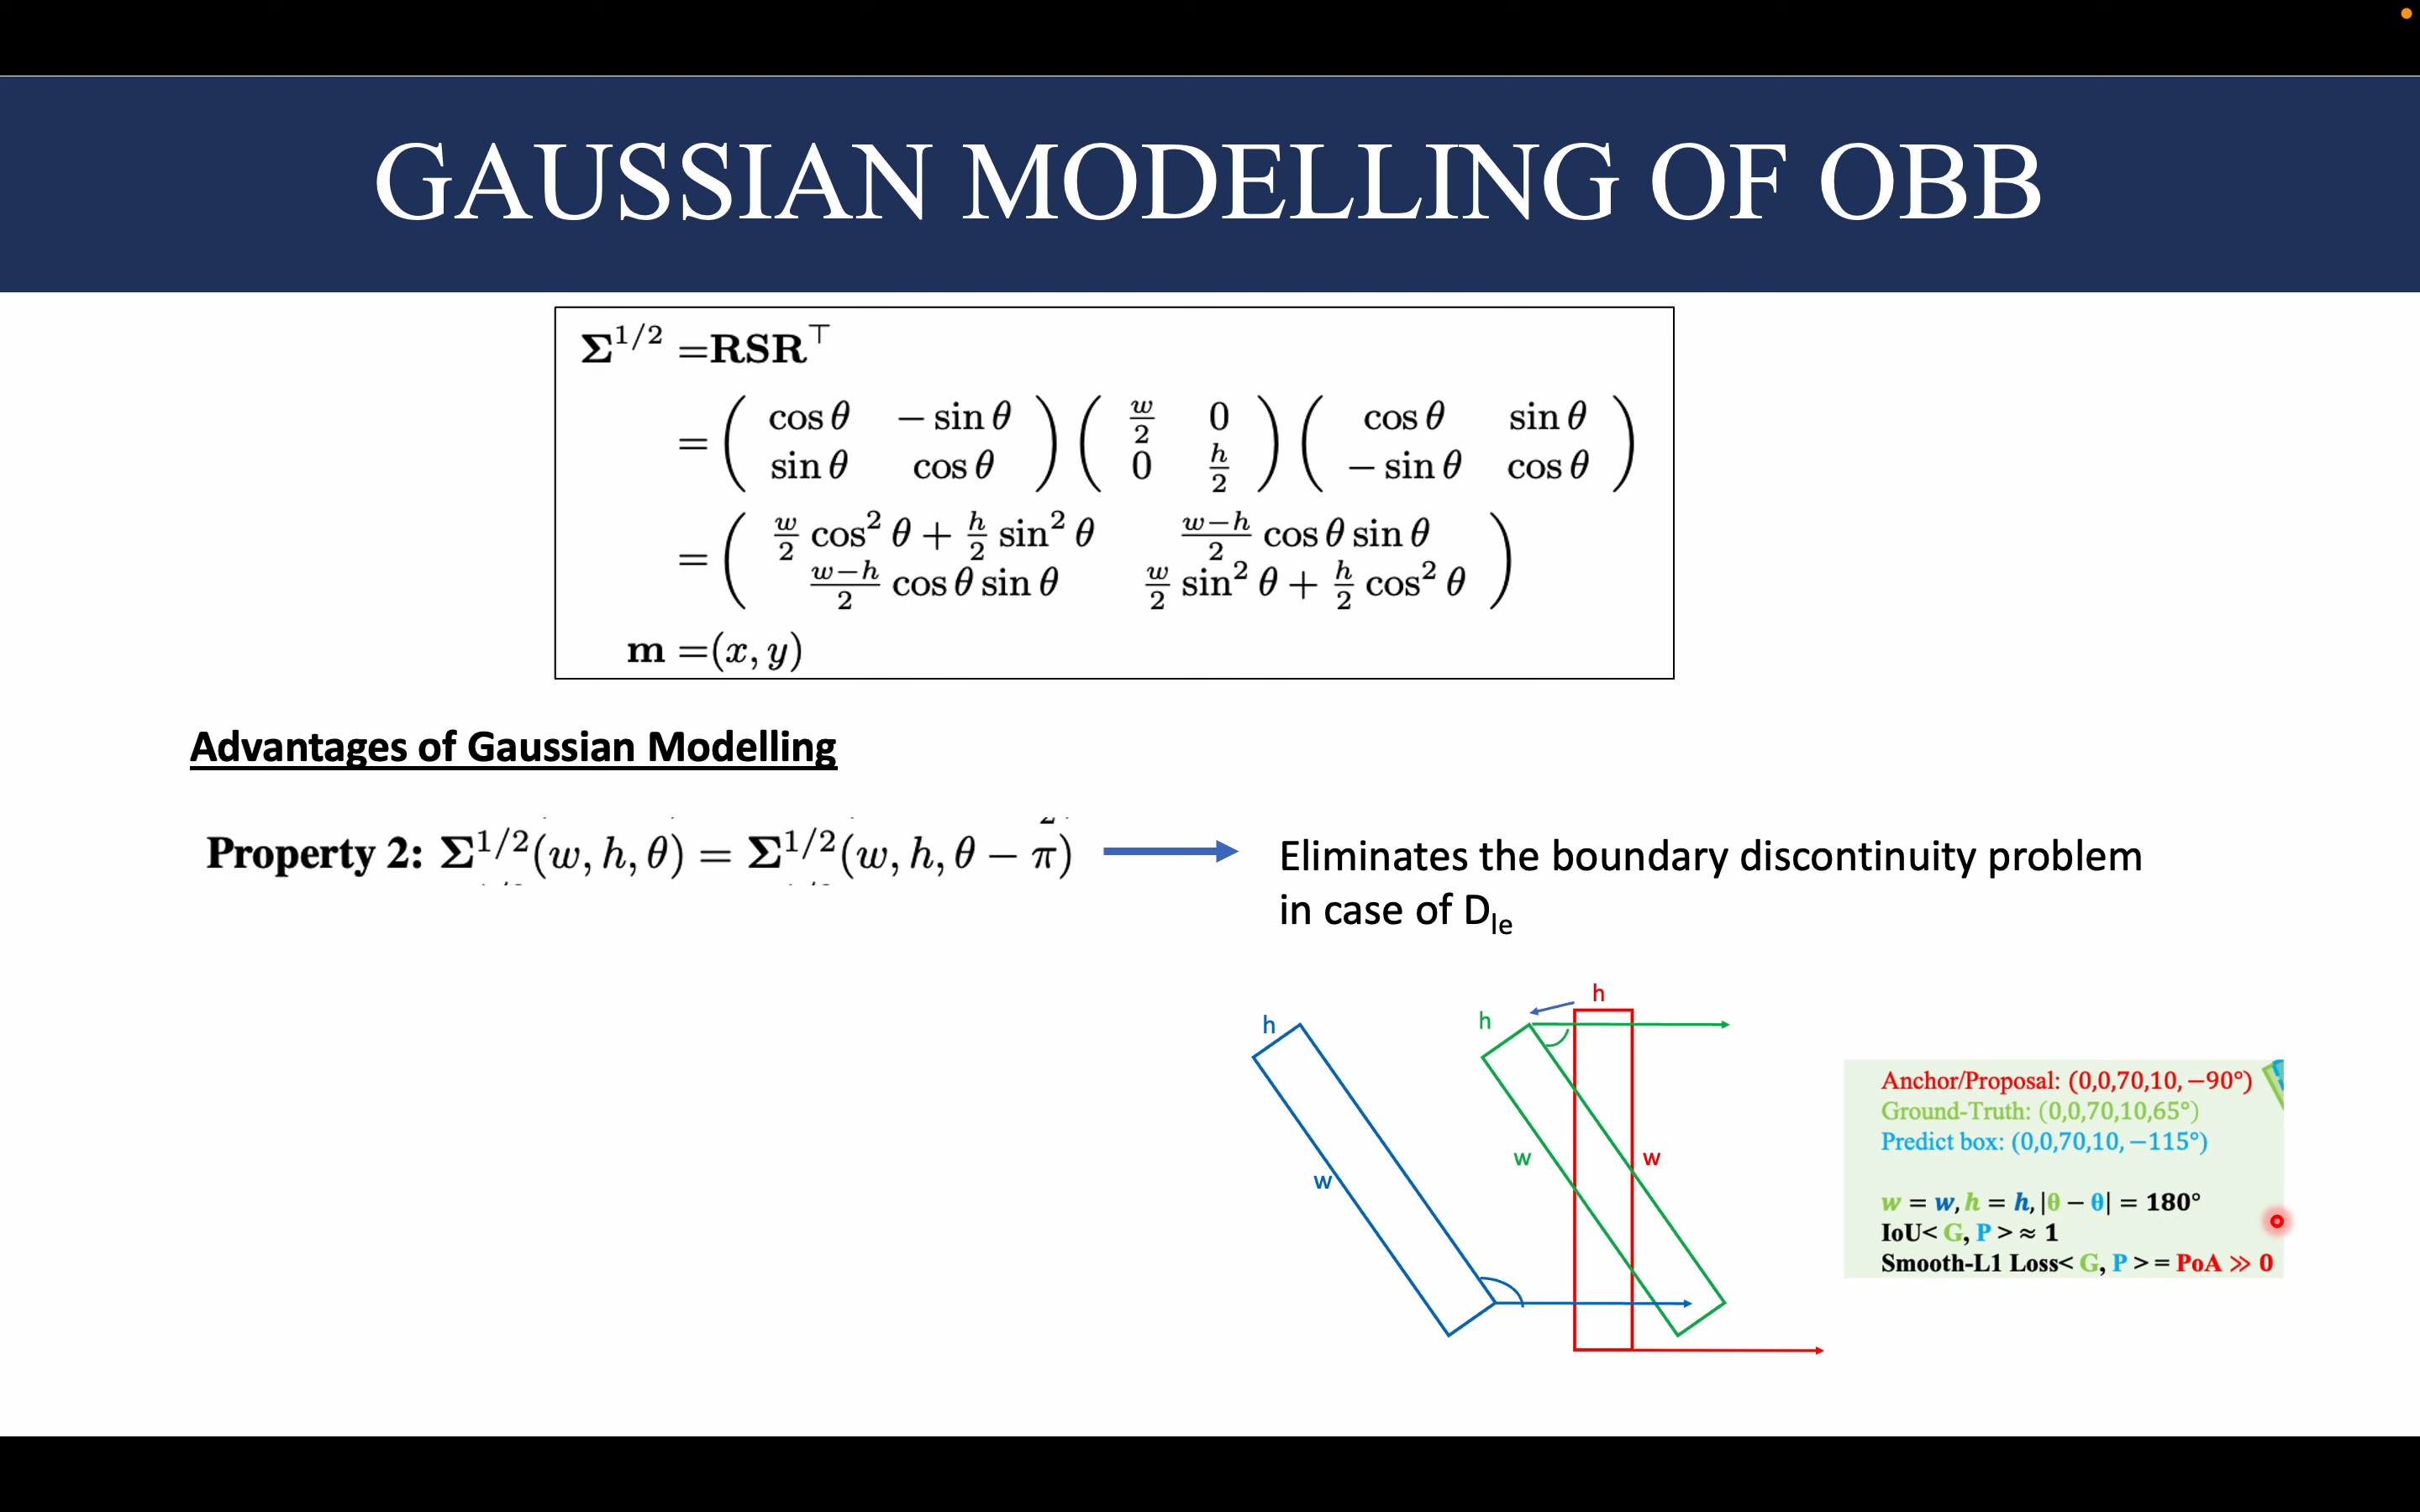 GAUSSIAN MODELLING OF OBB
Σ^{1/2} =RSR^⊤
= ( cos θ − sin θ ) ( w/2 0 ) ( cos θ sin θ )
( sin θ cos θ ) ( 0 h/2 ) ( − sin θ cos θ )
= ( w/2 cos² θ + h/2 sin² θ (w−h)/2 cos θ sin θ )
( (w−h)/2 cos θ sin θ w/2 sin² θ + h/2 cos² θ )
m =(x, y)
Advantages of Gaussian Modelling
Property 2: Σ^{1/2}(w, h, θ) = Σ^{1/2}(w, h, θ − π)
Eliminates the boundary discontinuity problem
in case of D_{le}
h
w
h
w
h
w
Anchor/Proposal: (0,0,70,10, −90°)
Ground-Truth: (0,0,70,10,65°)
Predict box: (0,0,70,10, −115°)
w = w, h = h, |θ − θ| = 180°
IoU< G, P > ≈ 1
Smooth-L1 Loss< G, P > = PoA ≫ 0